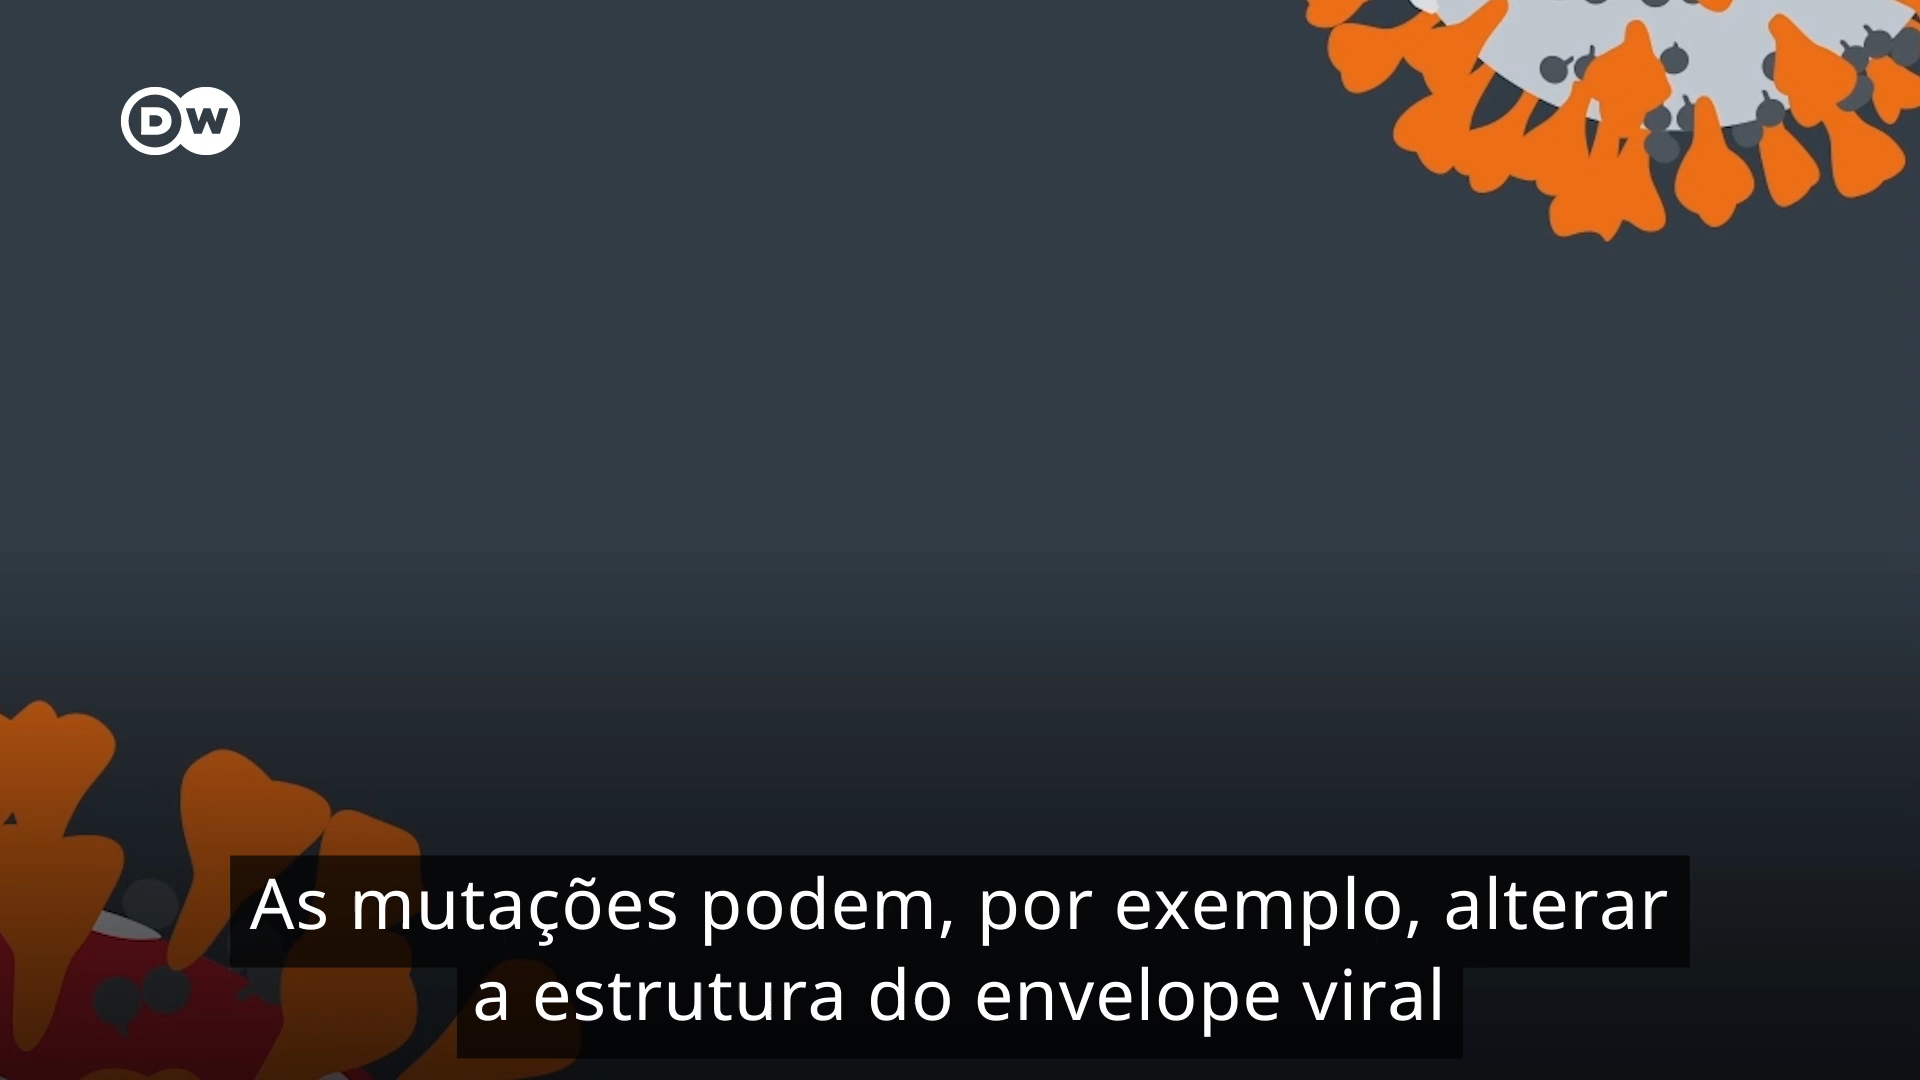 DW
As mutações podem, por exemplo, alterar
a estrutura do envelope viral